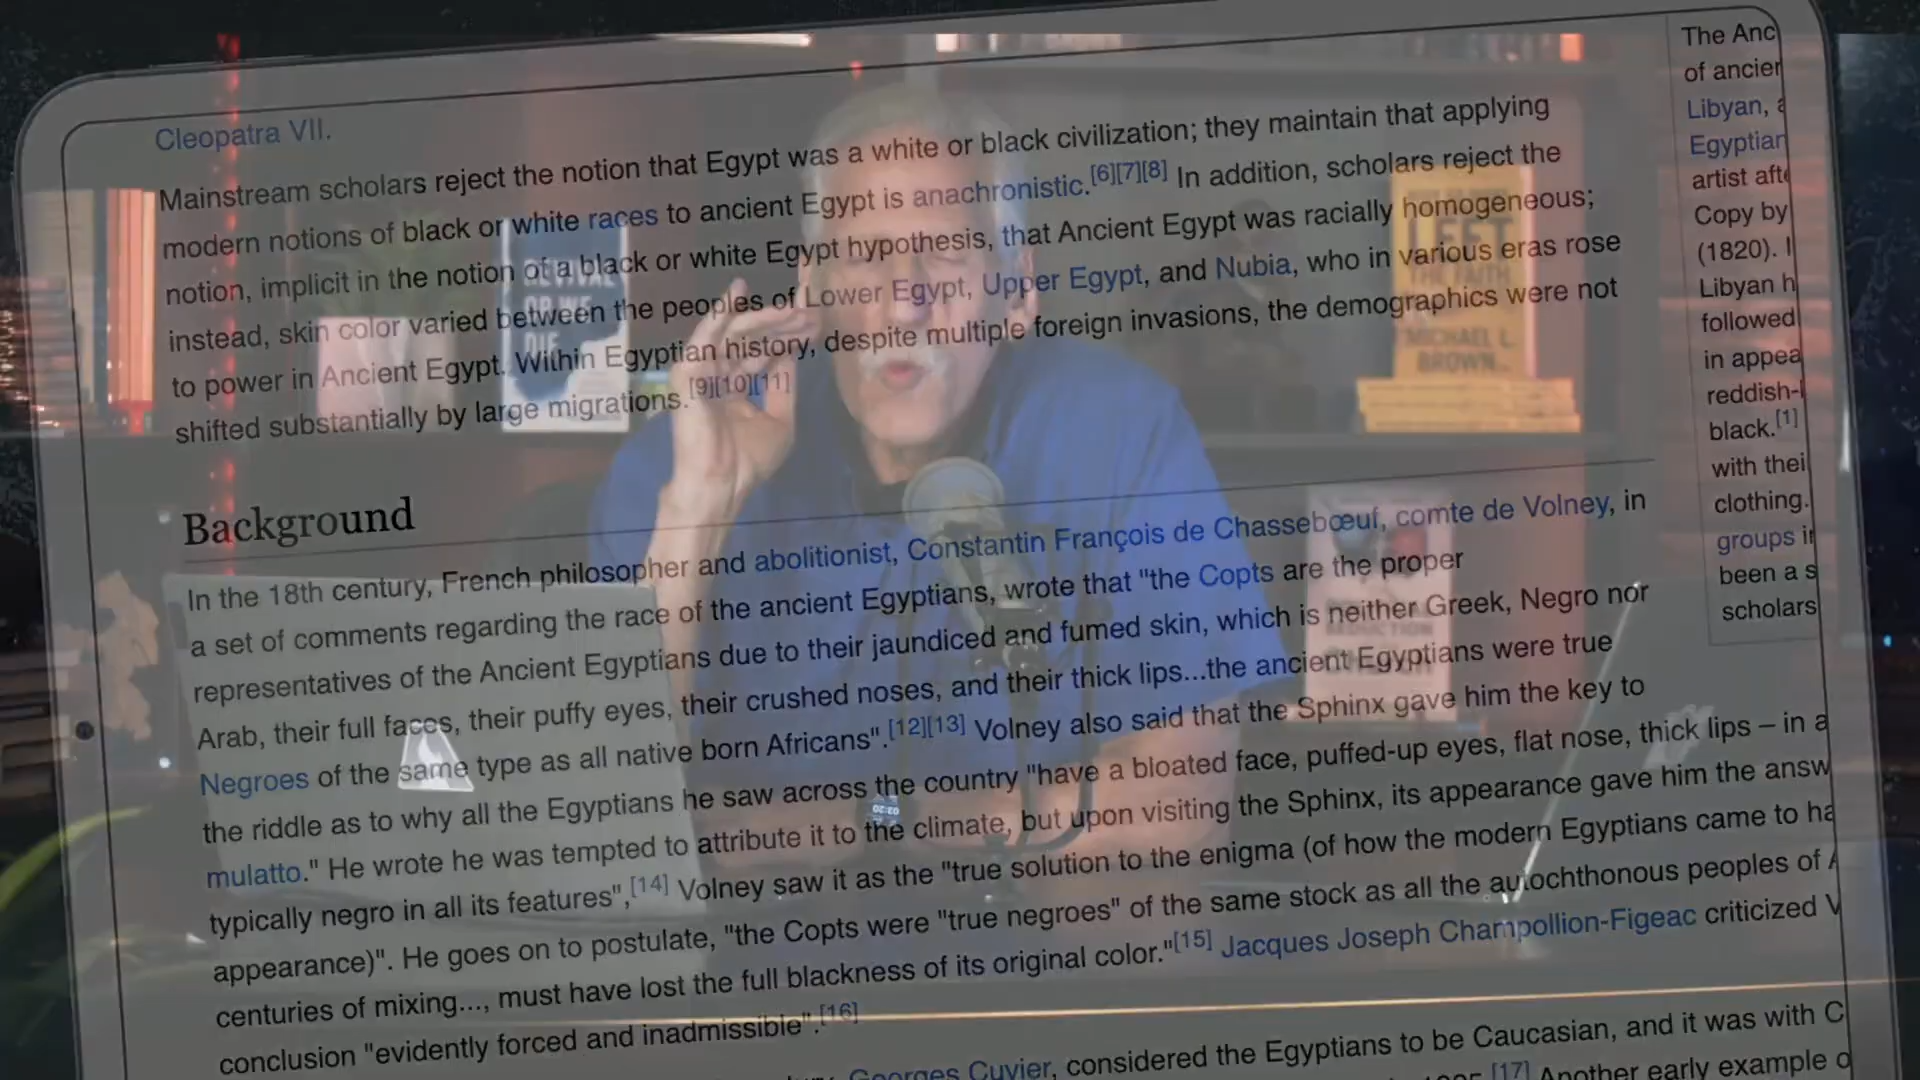 Cleopatra VII.
Mainstream scholars reject the notion that Egypt was a white or black civilization; they maintain that applying
modern notions of black or white races to ancient Egypt is anachronistic.[6][7][8] In addition, scholars reject the
notion, implicit in the notion of a black or white Egypt hypothesis, that Ancient Egypt was racially homogeneous;
instead, skin color varied between the peoples of Lower Egypt, Upper Egypt, and Nubia, who in various eras rose
to power in Ancient Egypt. Within Egyptian history, despite multiple foreign invasions, the demographics were not
shifted substantially by large migrations.[9][10][11]
Background
In the 18th century, French philosopher and abolitionist, Constantin François de Chassebœuf, comte de Volney, in
a set of comments regarding the race of the ancient Egyptians, wrote that "the Copts are the proper
representatives of the Ancient Egyptians due to their jaundiced and fumed skin, which is neither Greek, Negro nor
Arab, their full faces, their puffy eyes, their crushed noses, and their thick lips...the ancient Egyptians were true
Negroes of the same type as all native born Africans".[12][13] Volney also said that the Sphinx gave him the key to
the riddle as to why all the Egyptians he saw across the country "have a bloated face, puffed-up eyes, flat nose, thick lips – in a
mulatto." He wrote he was tempted to attribute it to the climate, but upon visiting the Sphinx, its appearance gave him the answ
typically negro in all its features",[14] Volney saw it as the "true solution to the enigma (of how the modern Egyptians came to ha
appearance)". He goes on to postulate, "the Copts were "true negroes" of the same stock as all the autochthonous peoples of A
centuries of mixing..., must have lost the full blackness of its original color."[15] Jacques Joseph Champollion-Figeac criticized V
conclusion "evidently forced and inadmissible".[16]
Georges Cuvier, considered the Egyptians to be Caucasian, and it was with C
[17] Another early example o
The Anc
of ancien
Libyan, a
Egyptian
artist afte
Copy by
(1820). I
Libyan h
followed
in appea
reddish-
black.[1]
with thei
clothing.
groups i
been a s
scholars
REVIVAL
OR WE
DIE
LEFT
THE FAITH
MICHAEL L.
BROWN
02:20